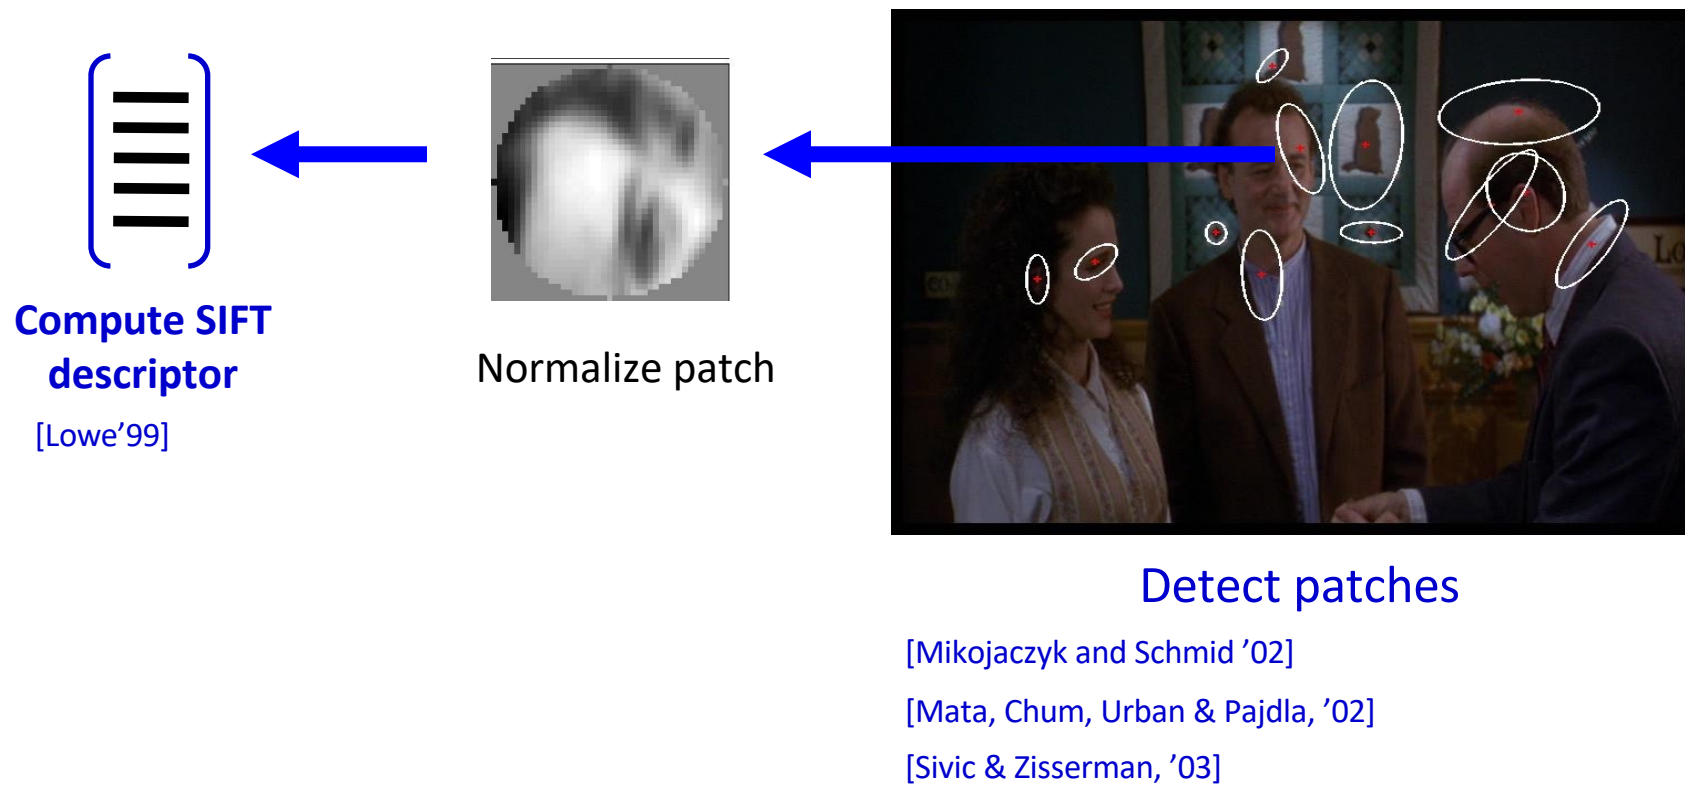 Compute SIFT
descriptor
[Lowe’99]
Normalize patch
Detect patches
[Mikojaczyk and Schmid ’02]
[Mata, Chum, Urban & Pajdla, ’02]
[Sivic & Zisserman, ’03]